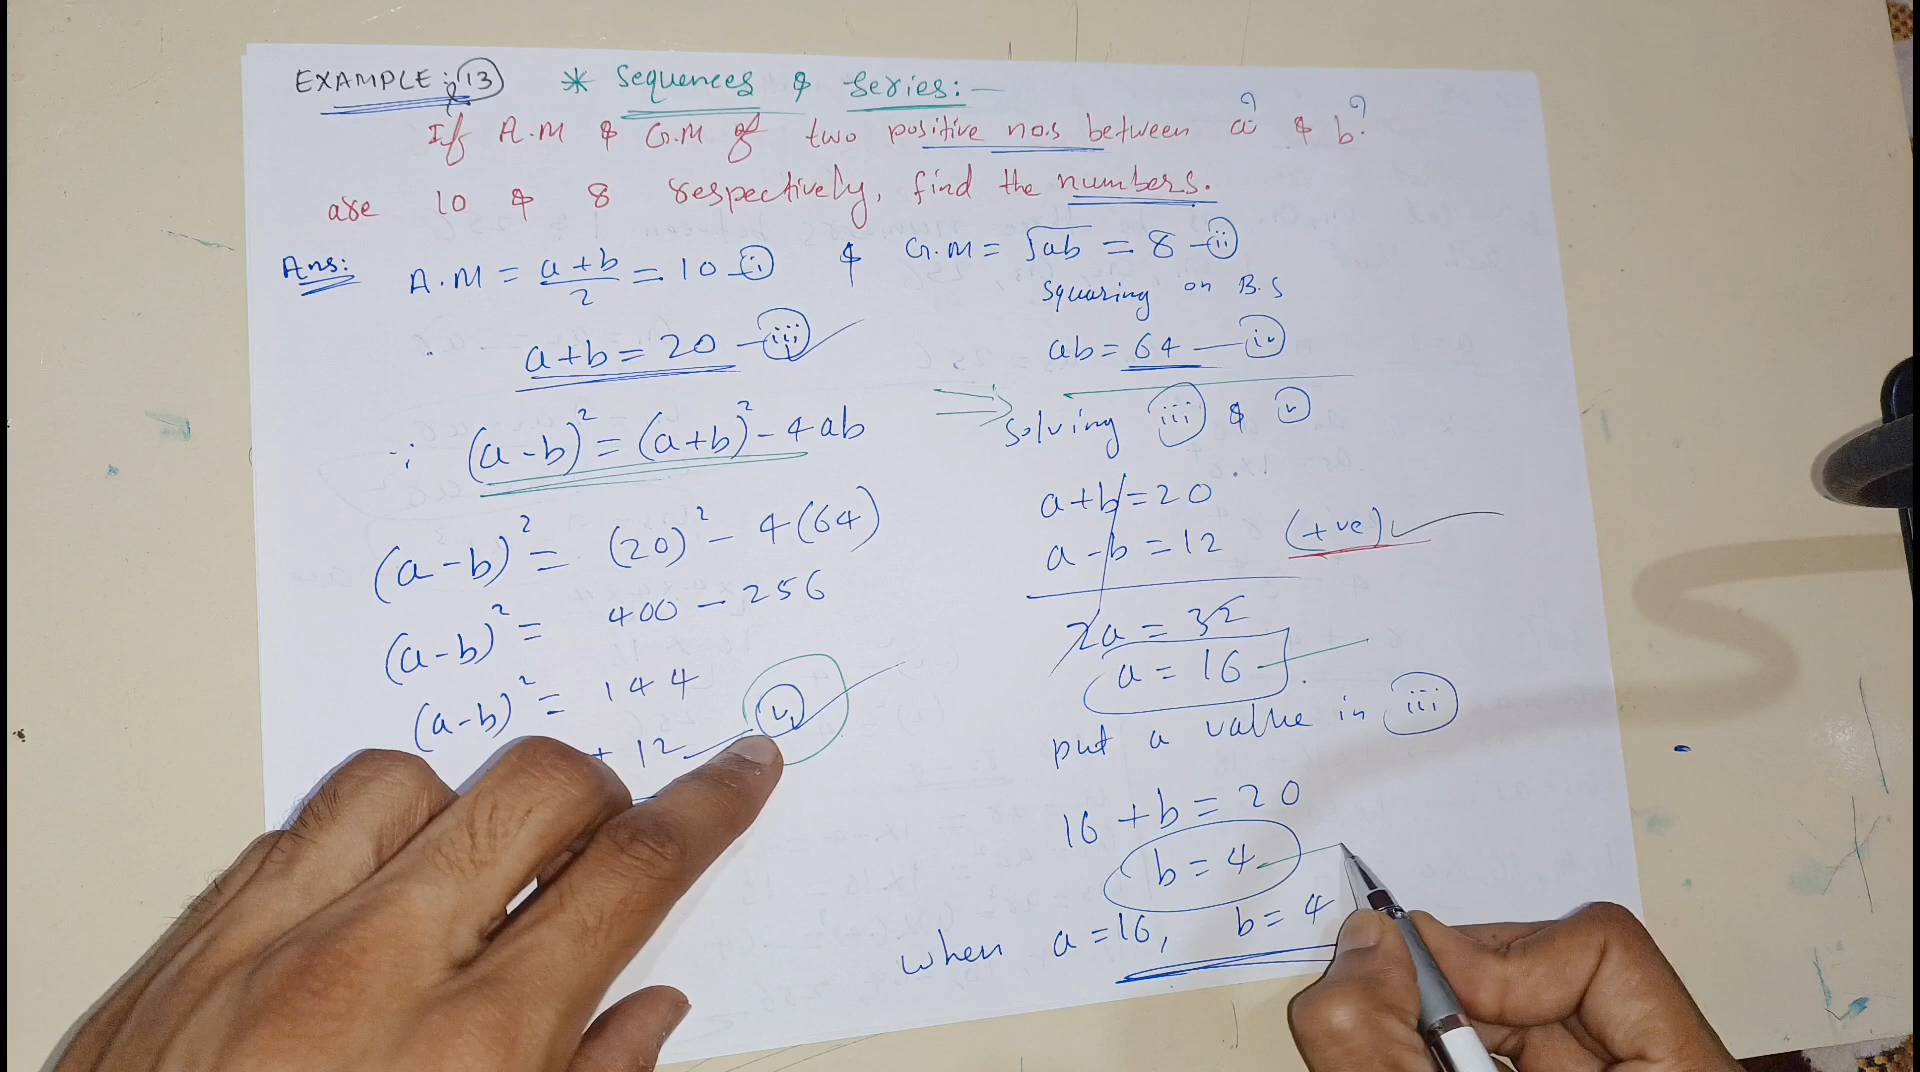 EXAMPLE: 13 * Sequences & Series:-
If A.M & G.M of two positive nos between a? & b?
are 10 & 8 respectively, find the numbers.
Ans: A.M = a+b/2 = 10 - (i) & G.M = √ab = 8 - (ii)
squaring on B.S
a+b = 20 - (iii)
ab = 64 - (iv)
∵ (a-b)² = (a+b)² - 4ab
(a-b)² = (20)² - 4(64)
(a-b)² = 400 - 256
(a-b)² = 144
12 (v)
⇒ Solving (iii) & (v)
a+b = 20
a-b = 12 (+ve)
2a = 32
a = 16
put a value in (iii)
16 + b = 20
b = 4
when a = 16, b = 4